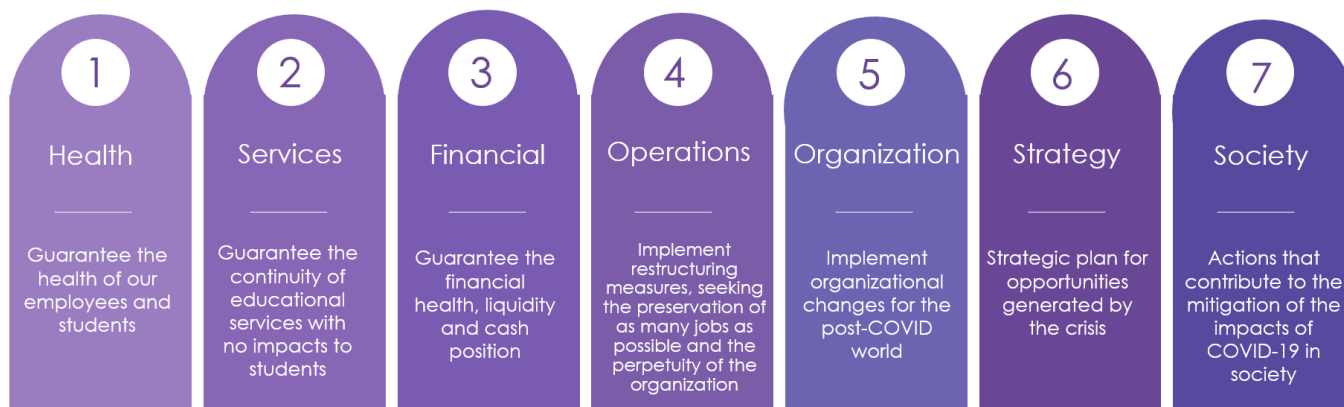 1
Health
Guarantee the
health of our
employees and
students
2
Services
Guarantee the
continuity of
educational
services with
no impacts to
students
3
Financial
Guarantee the
financial
health, liquidity
and cash
position
4
Operations
Implement
restructuring
measures, seeking
the preservation of
as many jobs as
possible and the
perpetuity of the
organization
5
Organization
Implement
organizational
changes for the
post-COVID
world
6
Strategy
Strategic plan for
opportunities
generated by
the crisis
7
Society
Actions that
contribute to the
mitigation of the
impacts of
COVID-19 in
society